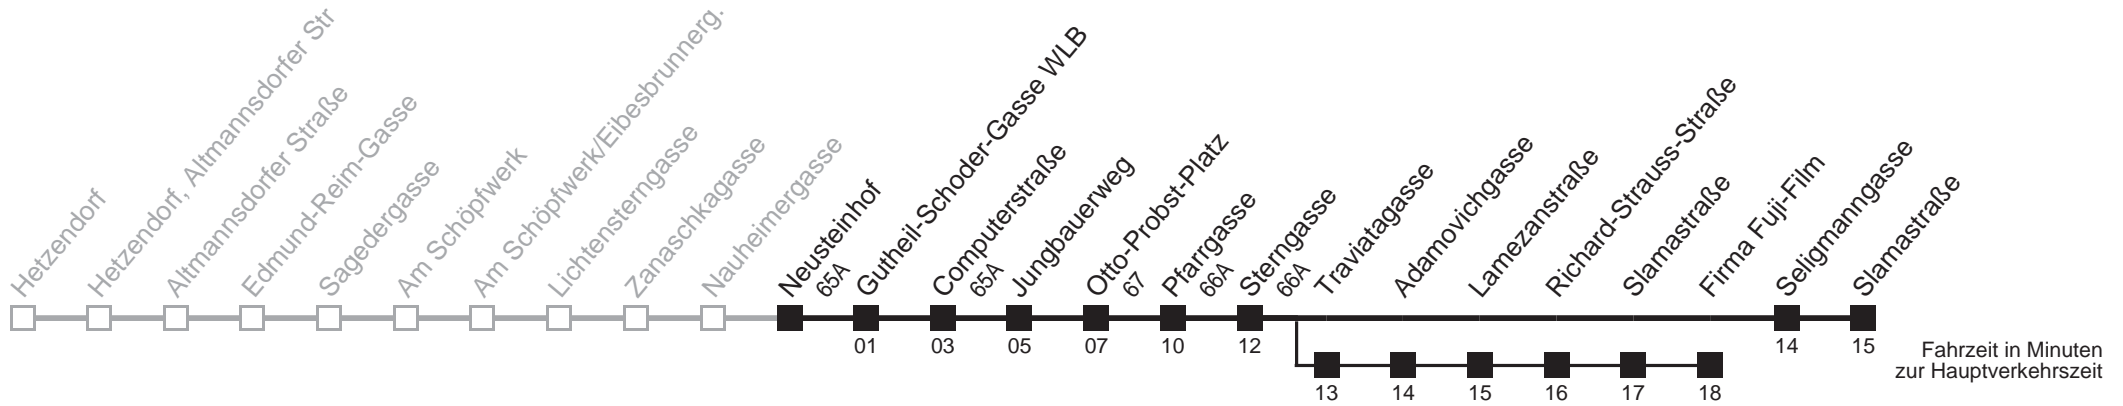 Hetzendorf
Hetzendorf, Altmannsdorfer Str
Altmannsdorfer Straße
Edmund-Reim-Gasse
Sagedergasse
Am Schöpfwerk
Am Schöpfwerk/Eibesbrunnerg.
Lichtensterngasse
Zanaschkagasse
Nauheimergasse
Neusteinhof
65A
Gutheil-Schoder-Gasse WLB
Computerstraße
65A
Jungbauerweg
Otto-Probst-Platz
67
Pfarrgasse
66A
Sterngasse
66A
Traviatagasse
Adamovichgasse
Lamezanstraße
Richard-Strauss-Straße
Slamastraße
Firma Fuji-Film
Seligmanngasse
Slamastraße
01 03 05 07 10 12 14 15
13 14 15 16 17 18
Fahrzeit in Minuten
zur Hauptverkehrszeit